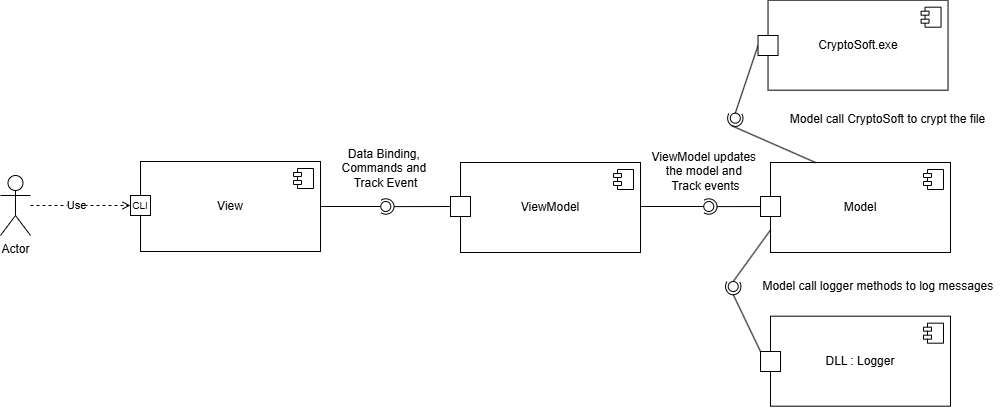 CryptoSoft.exe
Model call CryptoSoft to crypt the file
Data Binding,
Commands and
Track Event
ViewModel updates
the model and
Track events
Use
CLI
View
ViewModel
Model
Actor
Model call logger methods to log messages
DLL : Logger